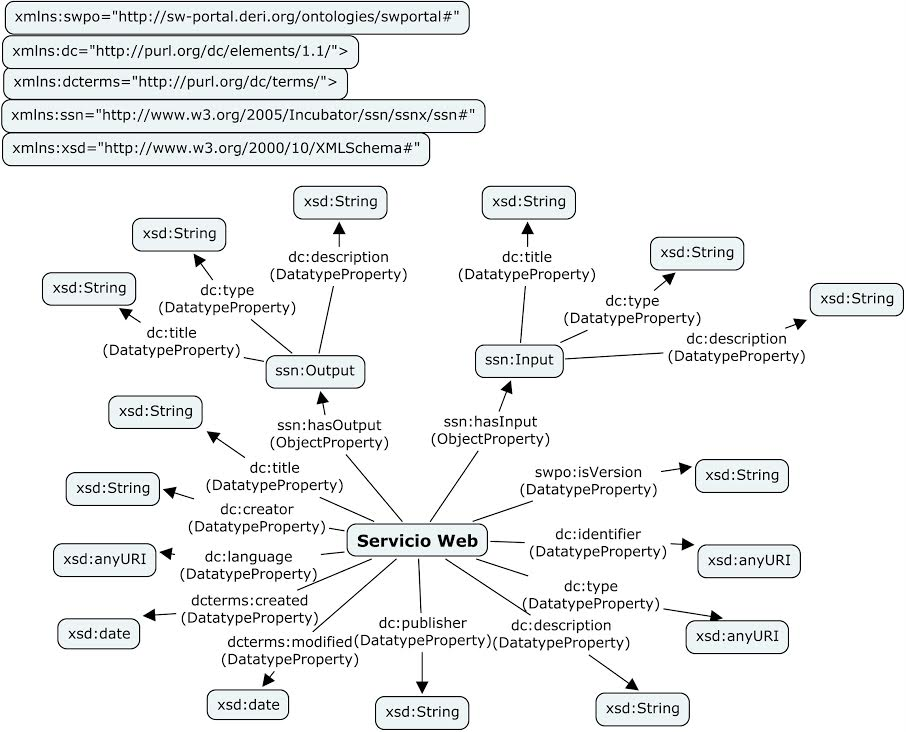 xmlns:swpo="http://sw-portal.deri.org/ontologies/swportal#"
xmlns:dc="http://purl.org/dc/elements/1.1/">
xmlns:dcterms="http://purl.org/dc/terms/">
xmlns:ssn="http://www.w3.org/2005/Incubator/ssn/ssnx/ssn#"
xmlns:xsd="http://www.w3.org/2000/10/XMLSchema#"
xsd:String
xsd:String
xsd:String
xsd:String
xsd:String
xsd:String
dc:description
(DatatypeProperty)
dc:title
(DatatypeProperty)
dc:type
(DatatypeProperty)
dc:type
(DatatypeProperty)
dc:title
(DatatypeProperty)
dc:description
(DatatypeProperty)
ssn:Output
ssn:Input
xsd:String
ssn:hasOutput
(ObjectProperty)
ssn:hasInput
(ObjectProperty)
dc:title
(DatatypeProperty)
swpo:isVersion
(DatatypeProperty)
xsd:String
xsd:String
dc:creator
(DatatypeProperty)
Servicio Web
dc:identifier
(DatatypeProperty)
xsd:anyURI
dc:language
(DatatypeProperty)
xsd:anyURI
dc:type
(DatatypeProperty)
dcterms:created
(DatatypeProperty)
xsd:date
dcterms:modified
(DatatypeProperty)
dc:publisher
(DatatypeProperty)
dc:description
(DatatypeProperty)
xsd:anyURI
xsd:date
xsd:String
xsd:String